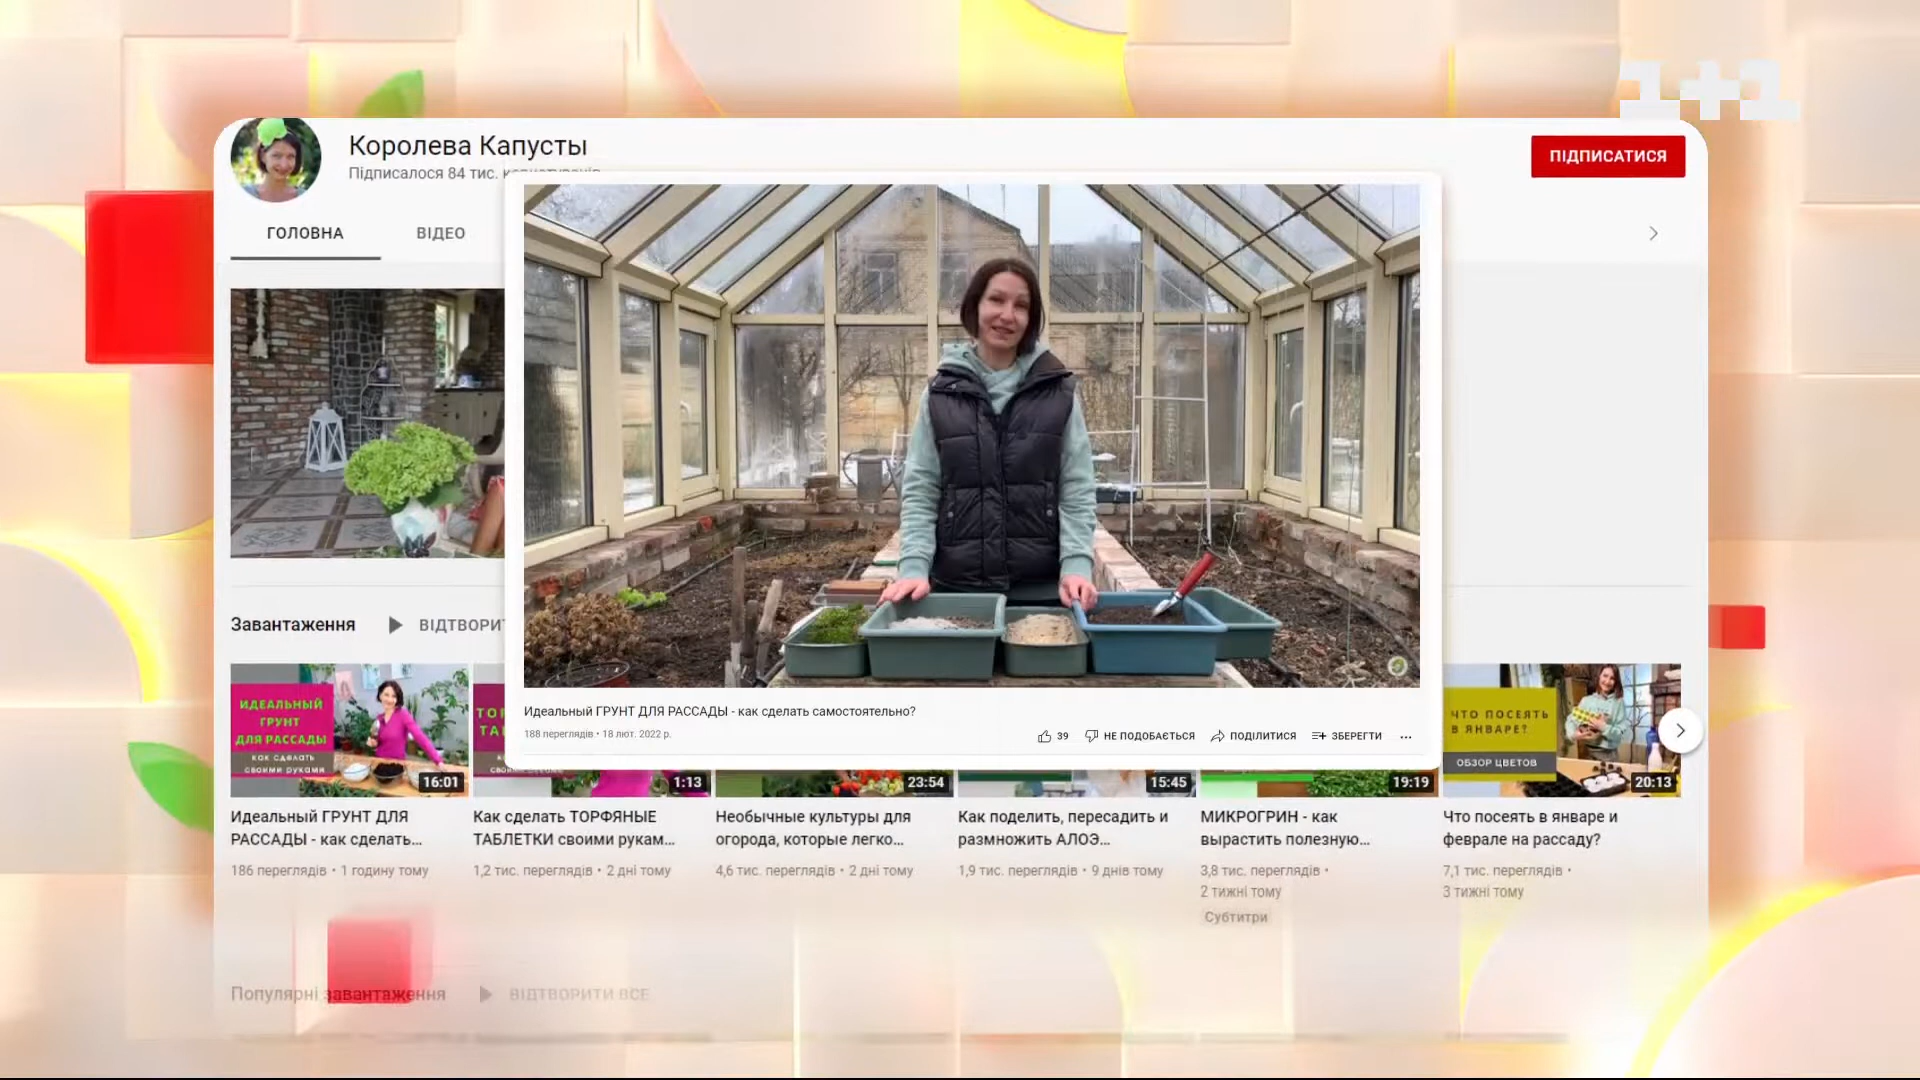 1+1
Королева Капусты
Підписалося 84 тис.
ПІДПИСАТИСЯ
ГОЛОВНА
ВІДЕО
Завантаження
ВІДТВОРИТ
Идеальный ГРУНТ ДЛЯ РАССАДЫ - как сделать самостоятельно?
188 переглядів • 18 лют. 2022 р.
39
НЕ ПОДОБАЄТЬСЯ
ПОДІЛИТИСЯ
ЗБЕРЕГТИ
ИДЕАЛЬНЫЙ
ГРУНТ
ДЛЯ РАССАДЫ
как сделать
своими руками
16:01
1:13
23:54
15:45
19:19
ЧТО ПОСЕЯТЬ
В ЯНВАРЕ?
ОБЗОР ЦВЕТОВ
20:13
Идеальный ГРУНТ ДЛЯ
РАССАДЫ - как сделать...
186 переглядів • 1 годину тому
Как сделать ТОРФЯНЫЕ
ТАБЛЕТКИ своими рукам...
1,2 тис. переглядів • 2 дні тому
Необычные культуры для
огорода, которые легко...
4,6 тис. переглядів • 2 дні тому
Как поделить, пересадить и
размножить АЛОЭ...
1,9 тис. переглядів • 9 днів тому
МИКРОГРИН - как
вырастить полезную...
3,8 тис. переглядів •
2 тижні тому
Субтитри
Что посеять в январе и
феврале на рассаду?
7,1 тис. переглядів •
3 тижні тому
Популярні завантаження
ВІДТВОРИТИ ВСЕ